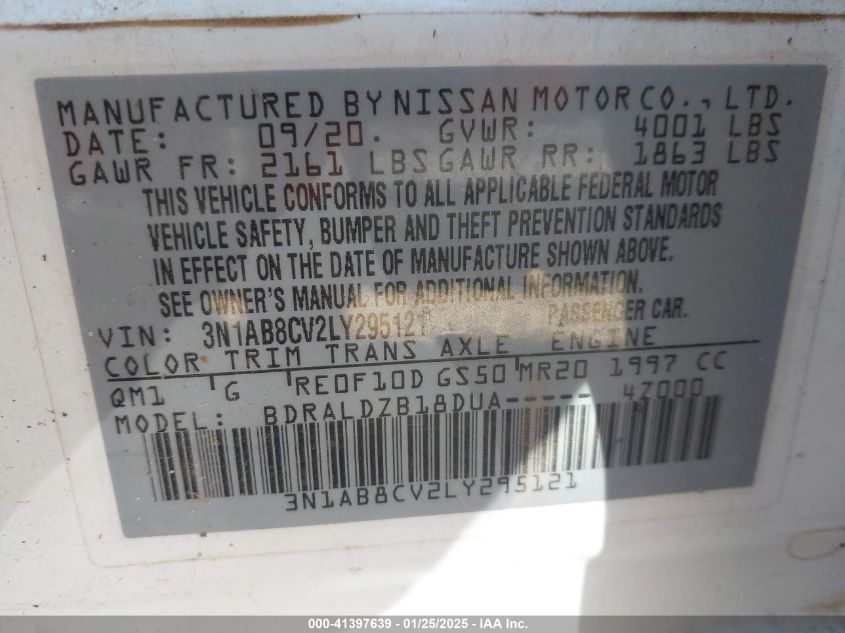 MANUFACTURED BY NISSAN MOTOR CO., LTD.
DATE: 09/20. GVWR: 4001 LBS
GAWR FR: 2161 LBS GAWR RR: 1863 LBS
THIS VEHICLE CONFORMS TO ALL APPLICABLE FEDERAL MOTOR
VEHICLE SAFETY, BUMPER AND THEFT PREVENTION STANDARDS
IN EFFECT ON THE DATE OF MANUFACTURE SHOWN ABOVE.
SEE OWNER'S MANUAL FOR ADDITIONAL INFORMATION.
VIN: 3N1AB8CV2LY295121 PASSENGER CAR.
COLOR TRIM TRANS AXLE ENGINE
QM1 G RE0F10D GS50 MR20 1997 CC
MODEL: BDRALDZB18DUA----- 4Z000
3N1AB8CV2LY295121
000-41397639 - 01/25/2025 - IAA Inc.